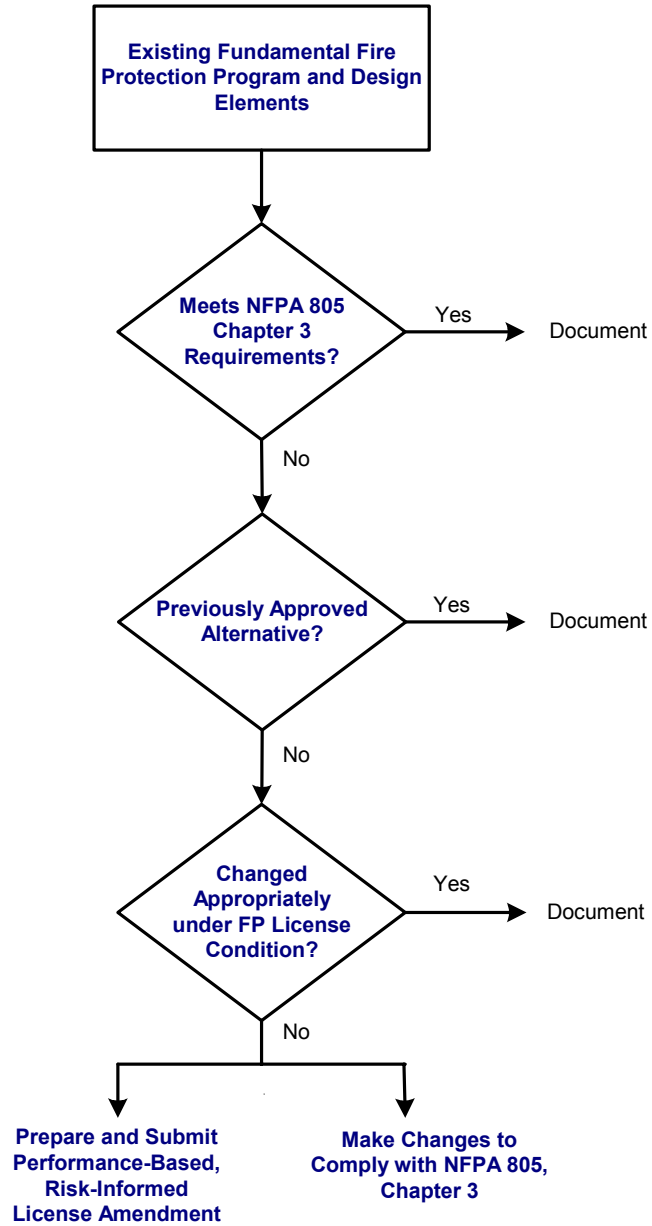 Existing Fundamental Fire
Protection Program and Design
Elements
Meets NFPA 805
Chapter 3
Requirements?
Yes
Document
No
Previously Approved
Alternative?
Yes
Document
No
Changed
Appropriately
under FP License
Condition?
Yes
Document
No
Prepare and Submit
Performance-Based,
Risk-Informed
License Amendment
Make Changes to
Comply with NFPA 805,
Chapter 3